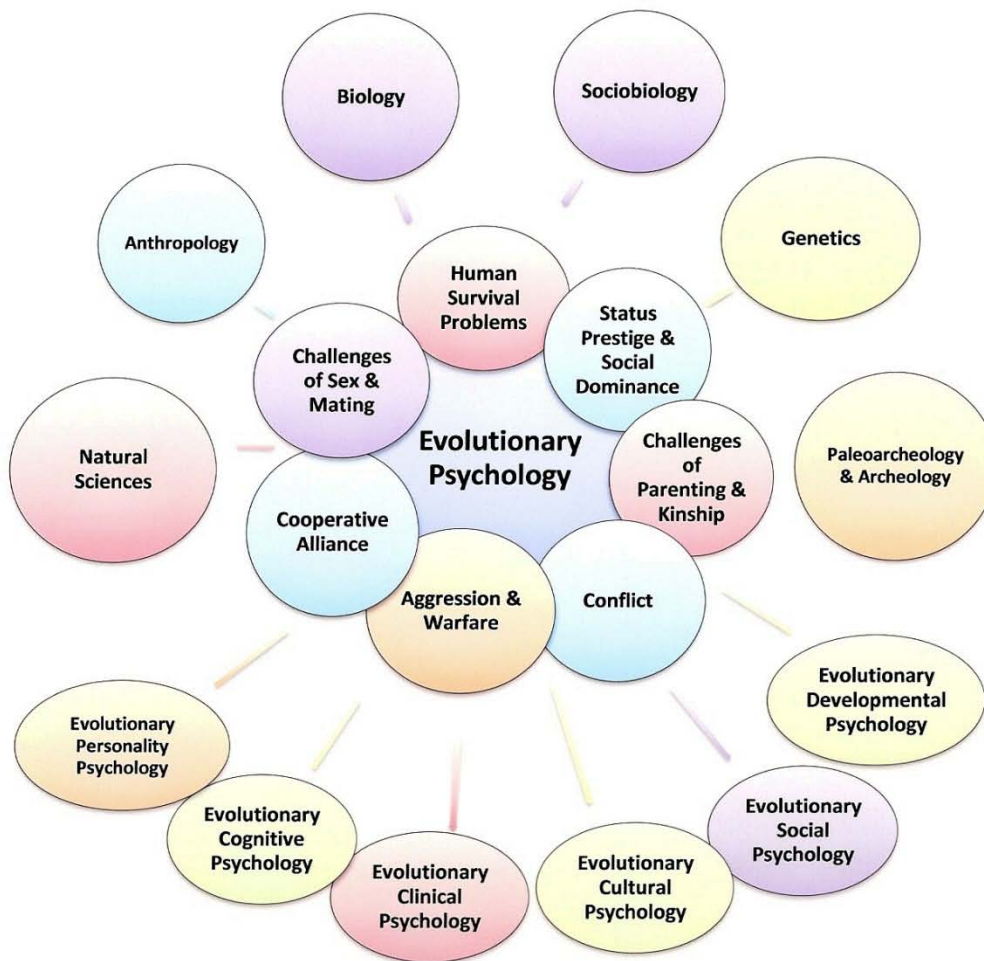 Biology
Sociobiology
Anthropology
Genetics
Human
Survival
Problems
Status
Prestige &
Social
Dominance
Challenges
of Sex &
Mating
Natural
Sciences
Evolutionary
Psychology
Challenges
of
Parenting &
Kinship
Paleoarcheology
& Archeology
Cooperative
Alliance
Aggression &
Warfare
Conflict
Evolutionary
Personality
Psychology
Evolutionary
Cognitive
Psychology
Evolutionary
Clinical
Psychology
Evolutionary
Cultural
Psychology
Evolutionary
Social
Psychology
Evolutionary
Developmental
Psychology